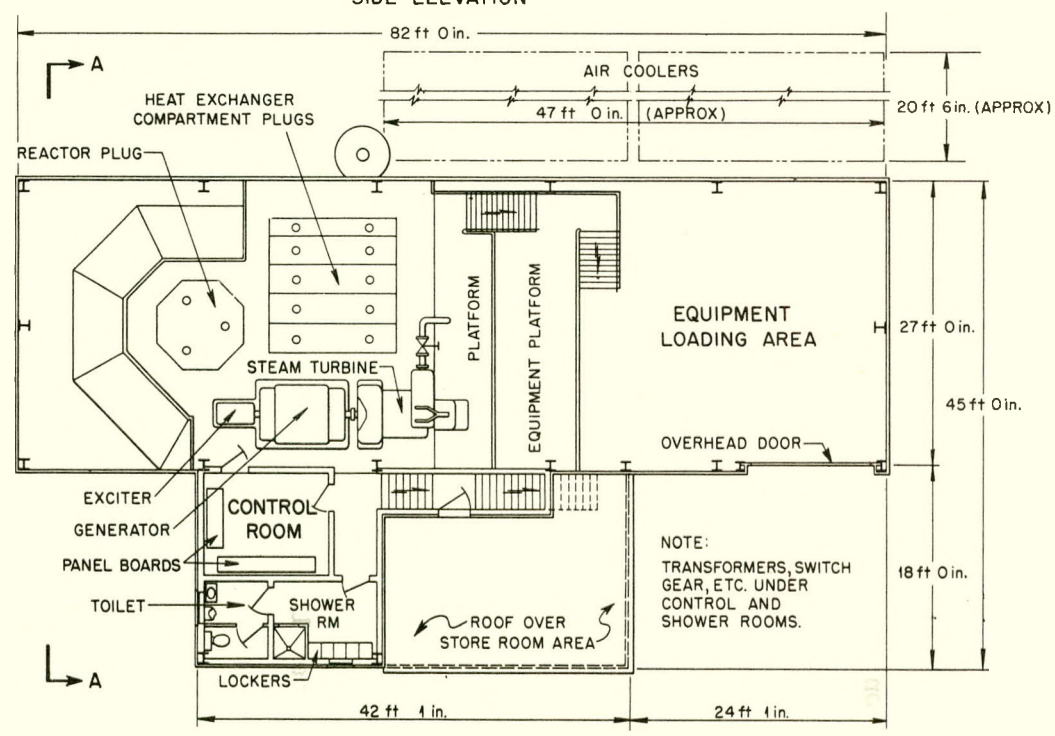 SIDE ELEVATION
82 ft 0 in.
A
AIR COOLERS
HEAT EXCHANGER
COMPARTMENT PLUGS
47 ft 0 in. (APPROX)
20 ft 6 in. (APPROX)
REACTOR PLUG
PLATFORM
EQUIPMENT PLATFORM
EQUIPMENT
LOADING AREA
27 ft 0 in.
STEAM TURBINE
45 ft 0 in.
OVERHEAD DOOR
EXCITER
GENERATOR
PANEL BOARDS
CONTROL
ROOM
TOILET
SHOWER
RM
LOCKERS
ROOF OVER
STORE ROOM AREA
NOTE:
TRANSFORMERS, SWITCH
GEAR, ETC. UNDER
CONTROL AND
SHOWER ROOMS.
18 ft 0 in.
A
42 ft 1 in.
24 ft 1 in.